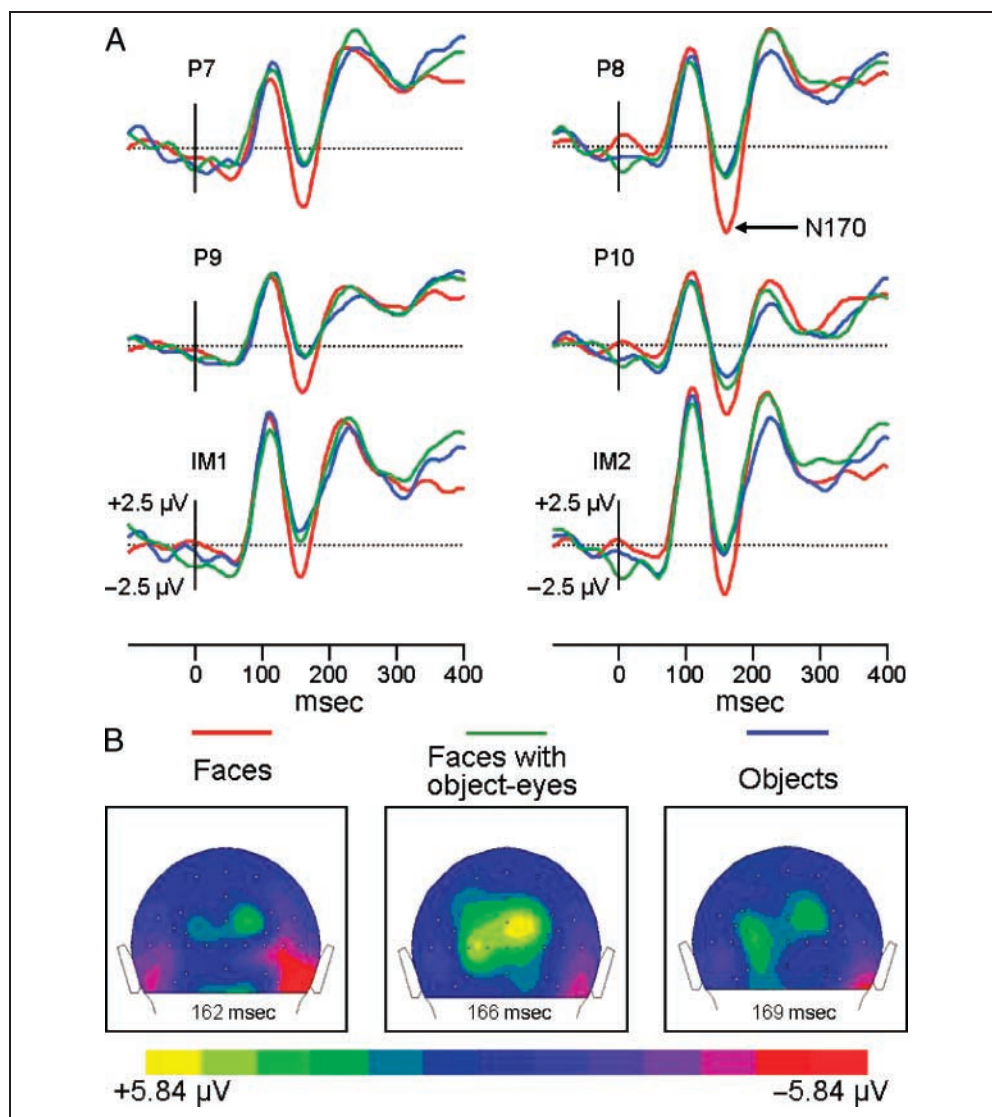 A
P7
P8
N170
P9
P10
IM1
IM2
+2.5 µV
−2.5 µV
+2.5 µV
−2.5 µV
0 100 200 300 400
msec
0 100 200 300 400
msec
B
Faces
Faces with
object-eyes
Objects
162 msec
166 msec
169 msec
+5.84 µV
−5.84 µV